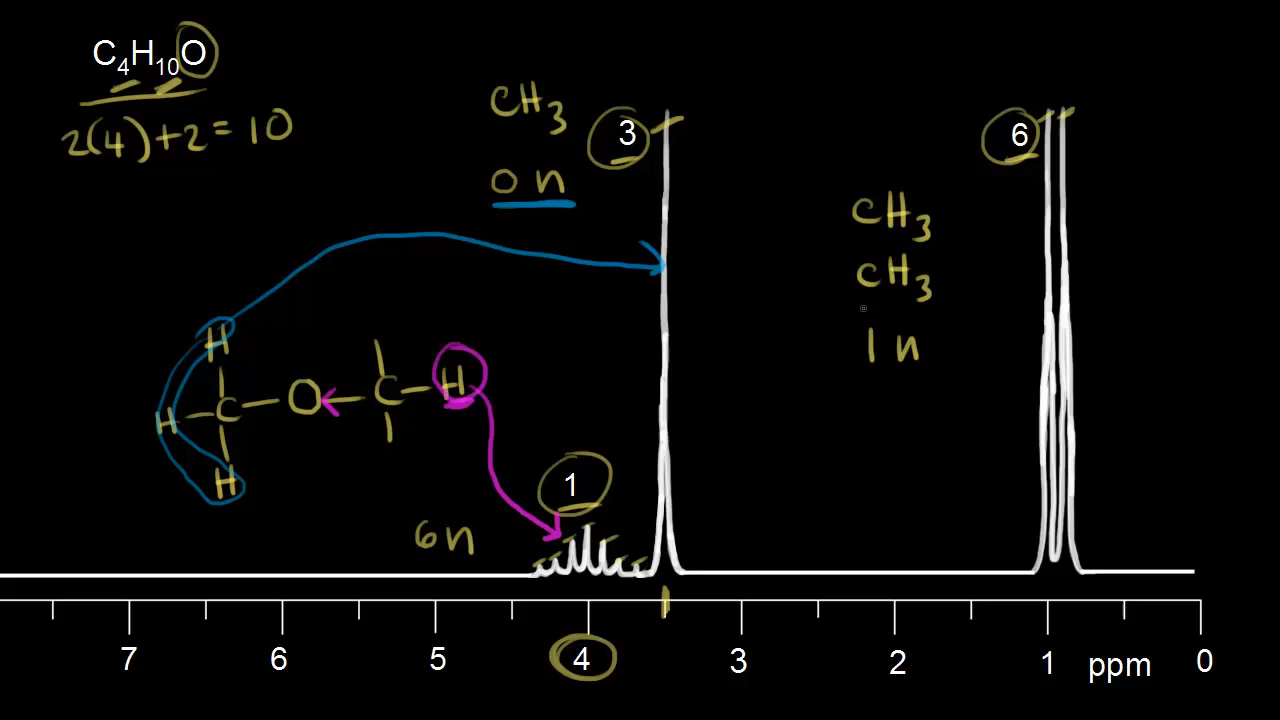 C₄H₁₀O
2(4)+2=10
CH₃
0 n
3
6
CH₃
CH₃
1 n
H
H
C
O
C
H
H
1
6 n
7
6
5
4
3
2
1
ppm
0